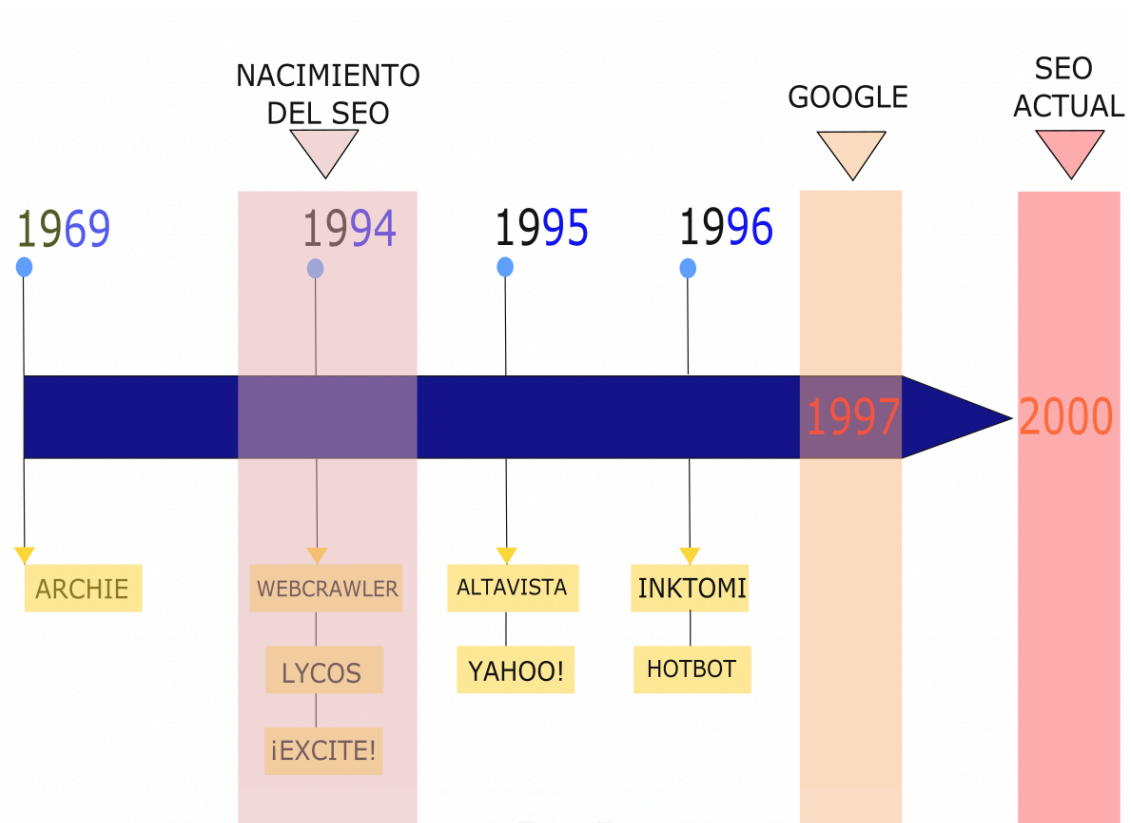 NACIMIENTO
DEL SEO
GOOGLE
SEO
ACTUAL
1969
1994
1995
1996
1997
2000
ARCHIE
WEBCRAWLER
LYCOS
¡EXCITE!
ALTAVISTA
YAHOO!
INKTOMI
HOTBOT